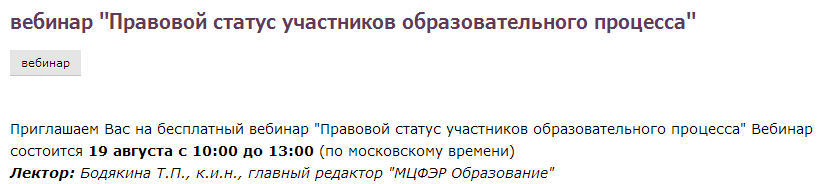 вебинар "Правовой статус участников образовательного процесса"
вебинар
Приглашаем Вас на бесплатный вебинар "Правовой статус участников образовательного процесса" Вебинар
состоится 19 августа с 10:00 до 13:00 (по московскому времени)
Лектор: Бодякина Т.П., к.и.н., главный редактор "МЦФЭР Образование"